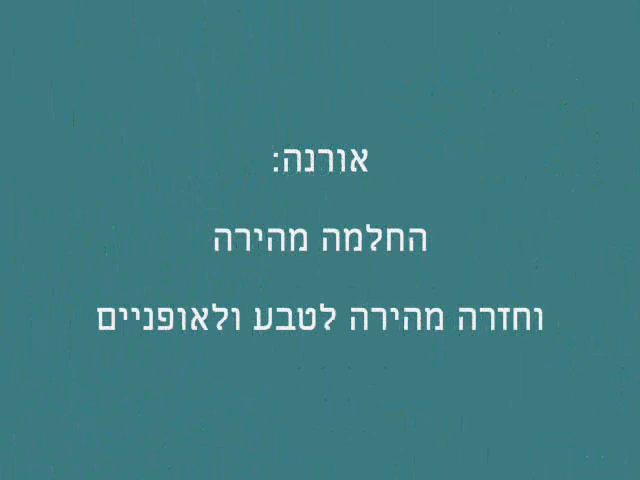 אורנה:
החלמה מהירה
וחזרה מהירה לטבע ולאופניים